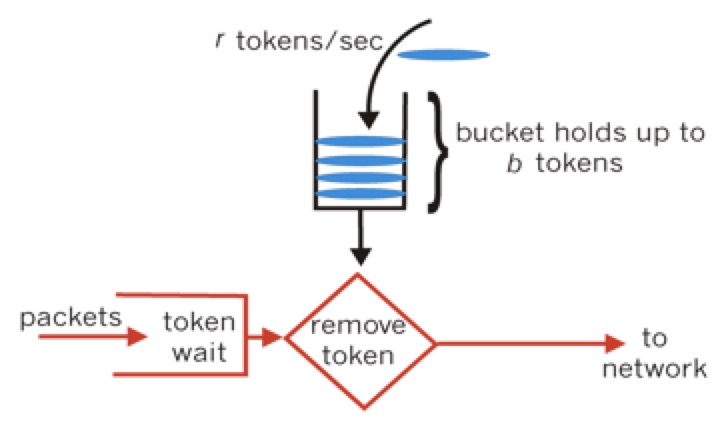 r tokens/sec
bucket holds up to
b tokens
packets
token
wait
remove
token
to
network